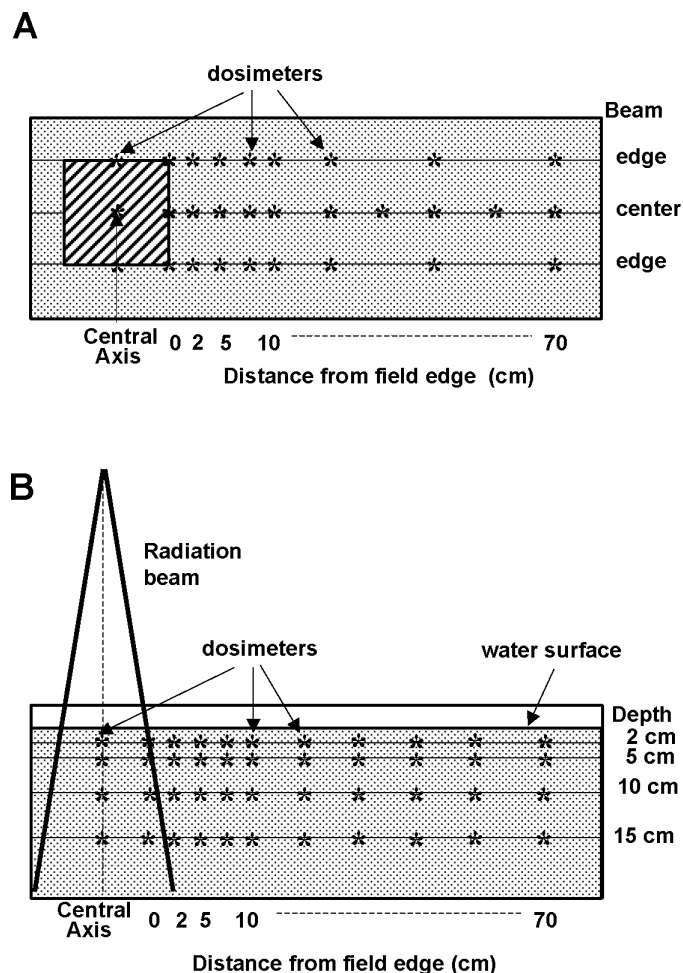 A
dosimeters
Beam
edge
center
edge
Central
Axis
0 2 5 10 70
Distance from field edge (cm)
B
Radiation
beam
dosimeters
water surface
Depth
2 cm
5 cm
10 cm
15 cm
Central
Axis
0 2 5 10 70
Distance from field edge (cm)